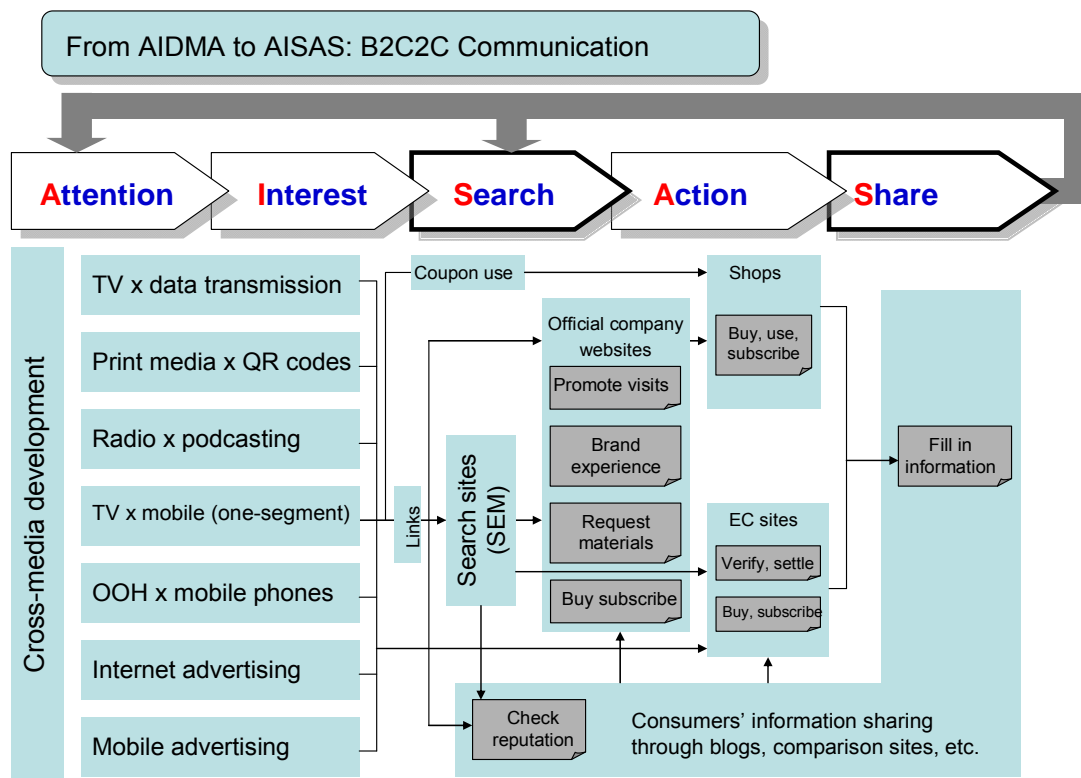 From AIDMA to AISAS: B2C2C Communication
Attention
Interest
Search
Action
Share
Cross-media development
TV x data transmission
Print media x QR codes
Radio x podcasting
TV x mobile (one-segment)
OOH x mobile phones
Internet advertising
Mobile advertising
Coupon use
Links
Search sites
(SEM)
Official company
websites
Promote visits
Brand
experience
Request
materials
Buy subscribe
Shops
Buy, use,
subscribe
EC sites
Verify, settle
Buy, subscribe
Fill in
information
Check
reputation
Consumers’ information sharing
through blogs, comparison sites, etc.